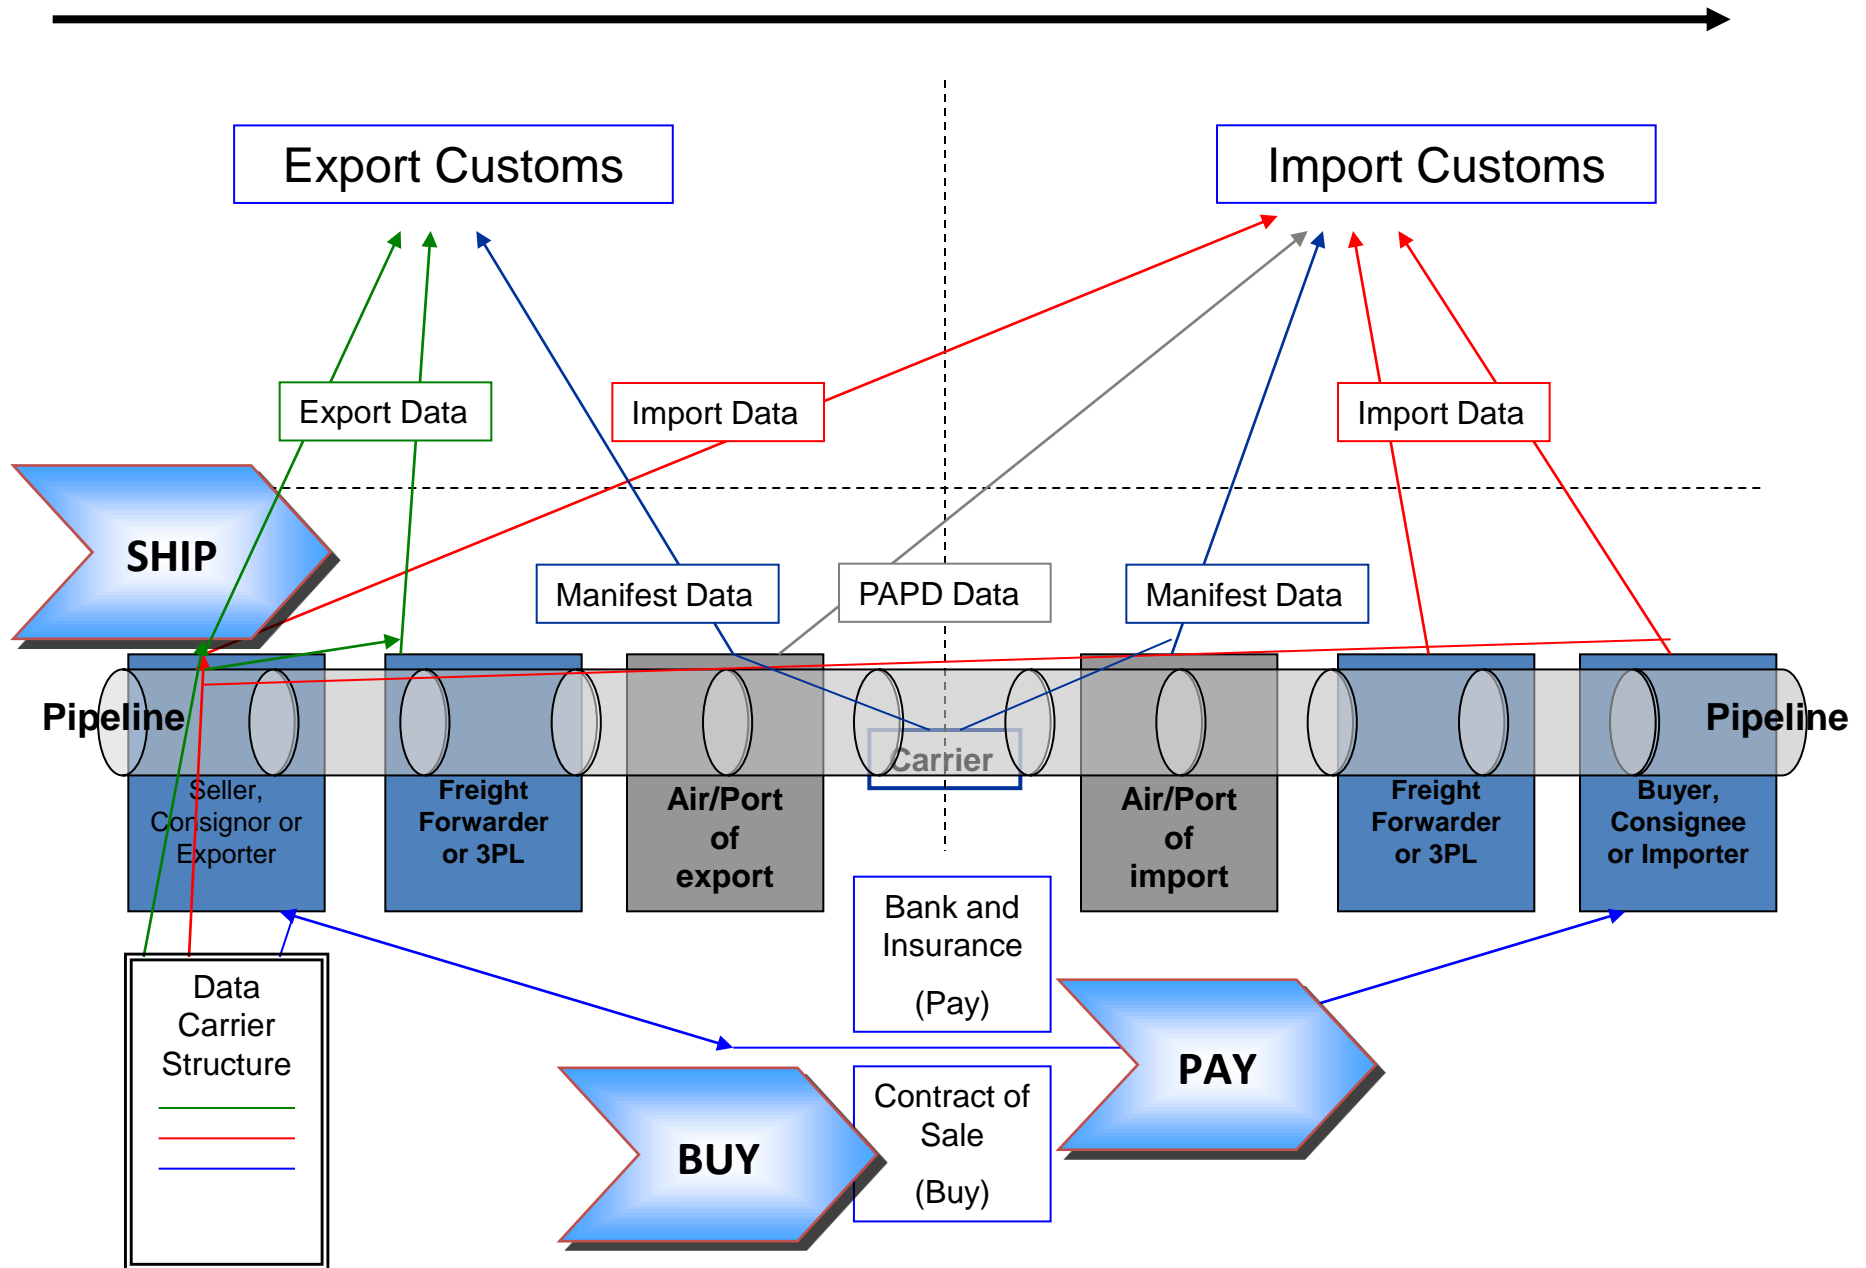 Export Customs
Import Customs
Export Data
Import Data
Import Data
SHIP
Manifest Data
PAPD Data
Manifest Data
Pipeline
Pipeline
Carrier
Seller,
Consignor or
Exporter
Freight
Forwarder
or 3PL
Air/Port
of
export
Air/Port
of
import
Freight
Forwarder
or 3PL
Buyer,
Consignee
or Importer
Bank and
Insurance
(Pay)
Data
Carrier
Structure
PAY
BUY
Contract of
Sale
(Buy)